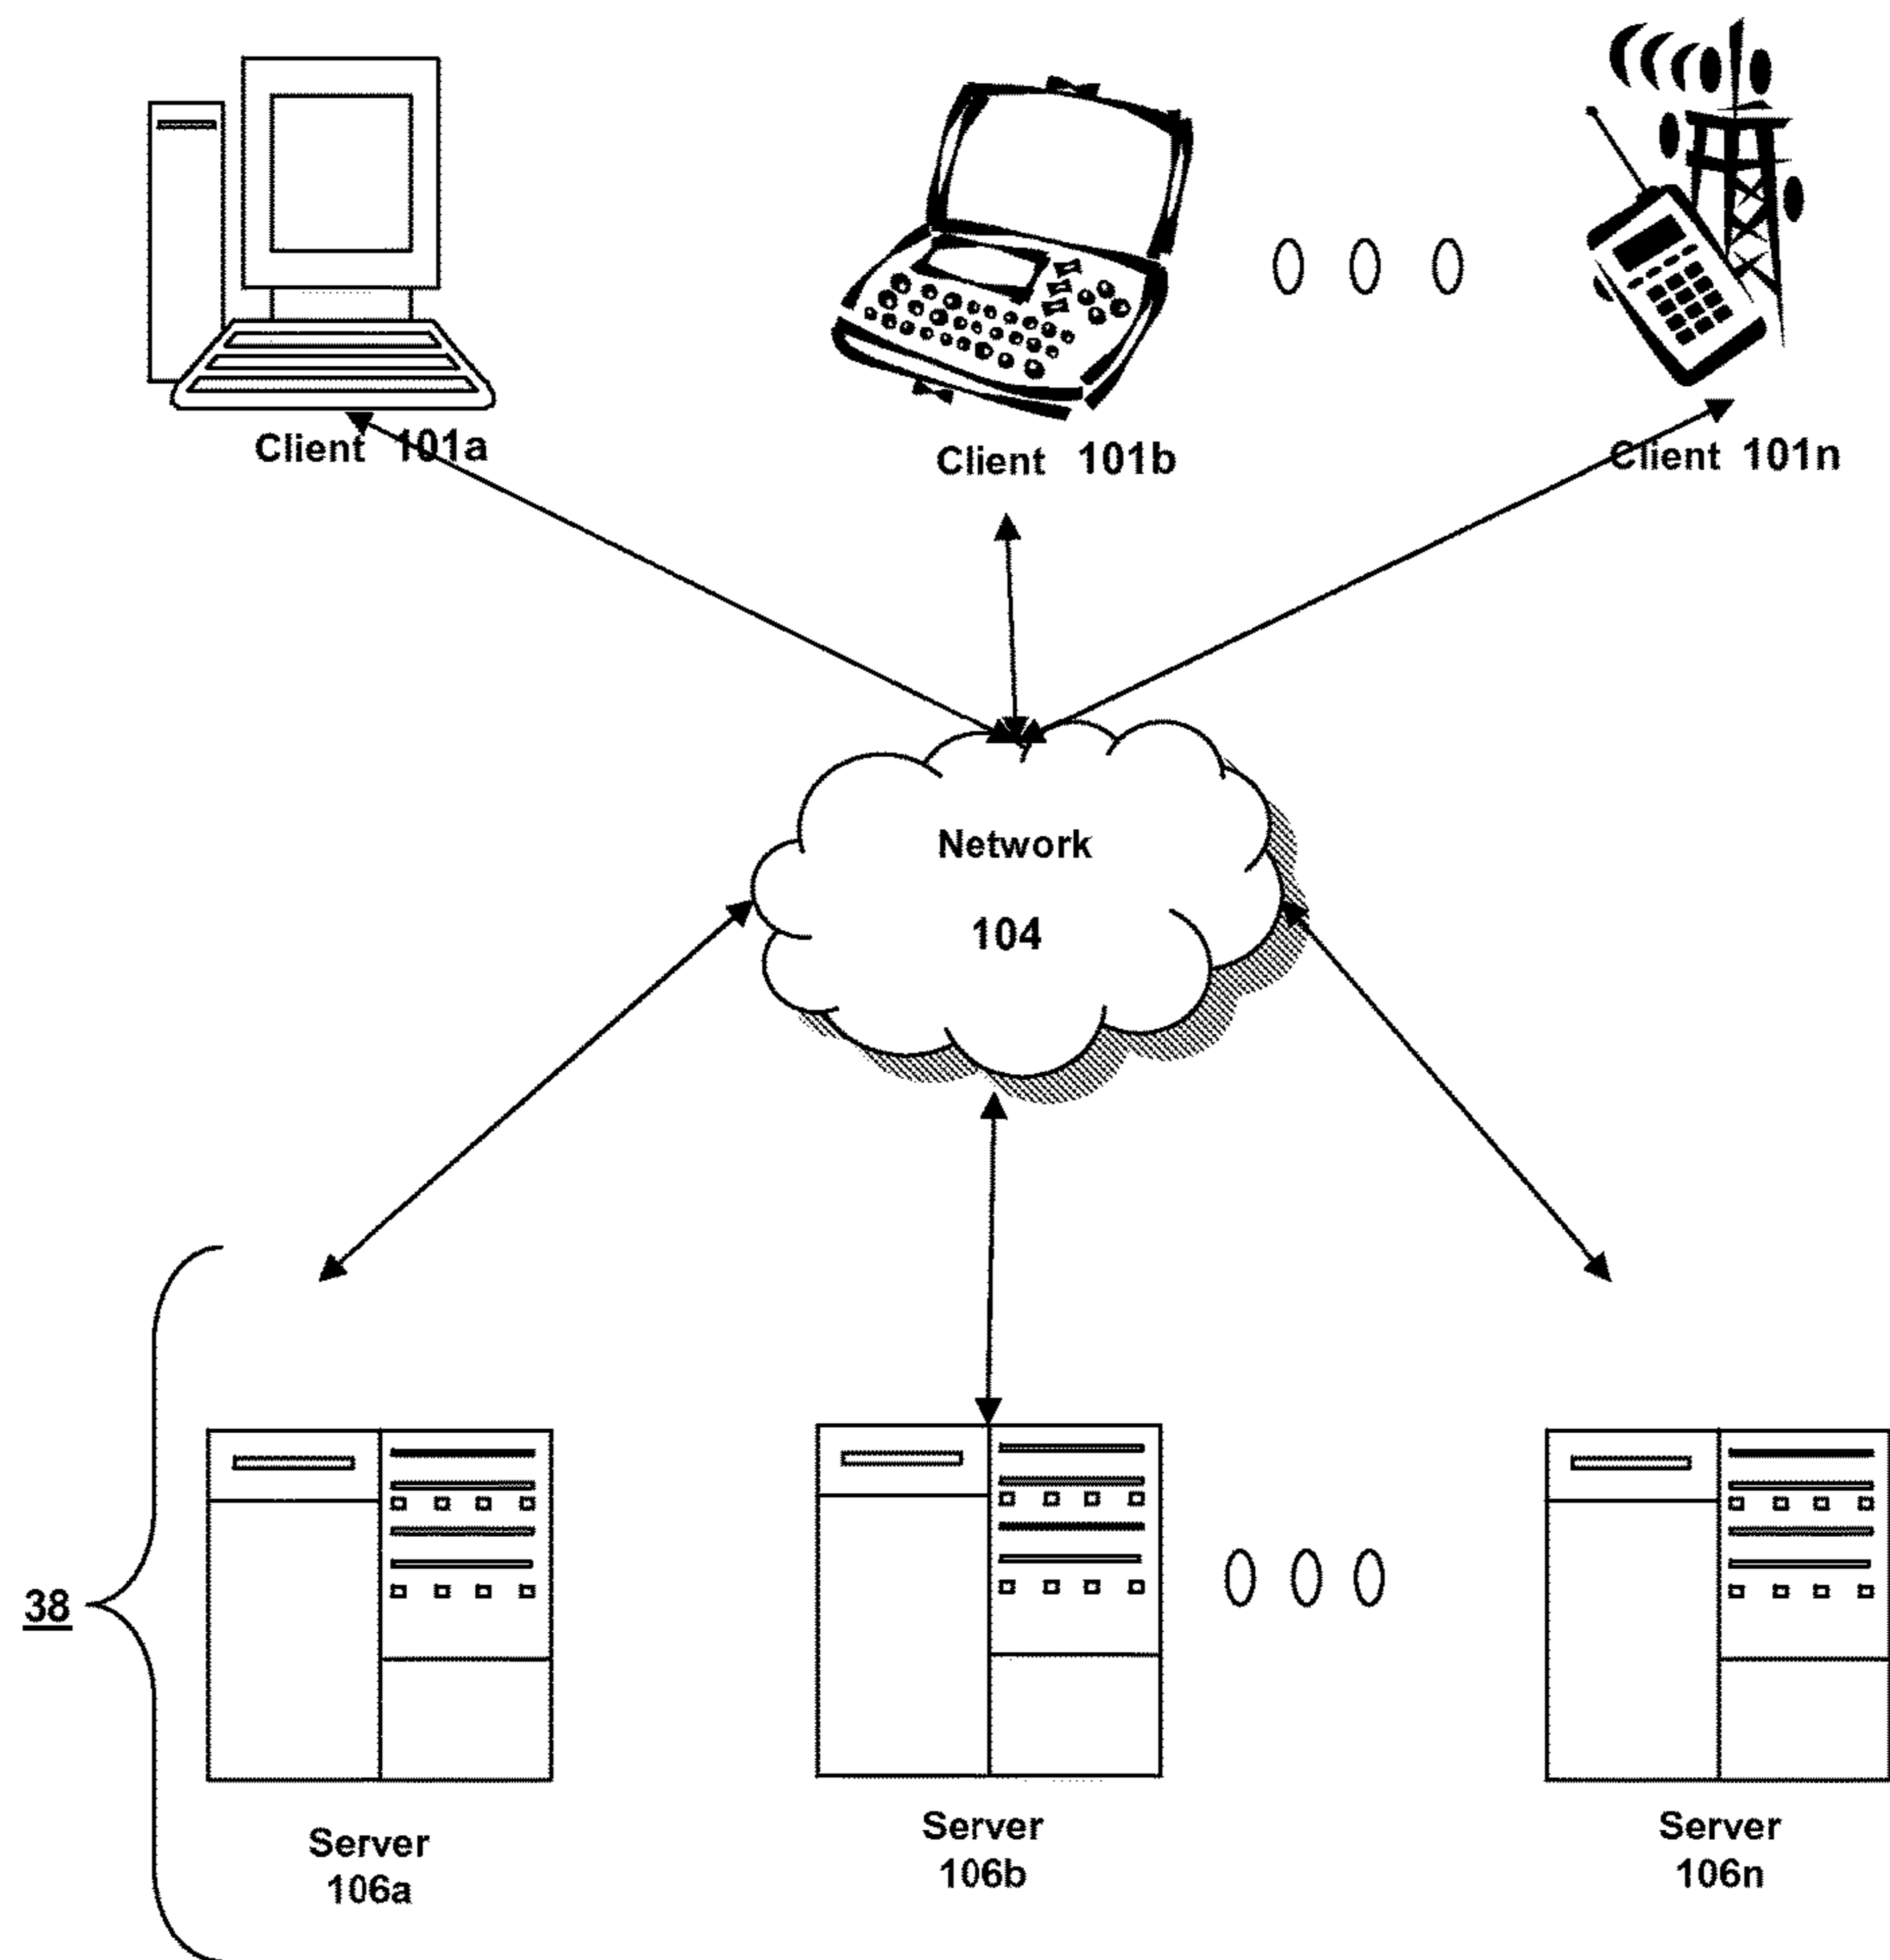 Client 101a
Client 101b
Client 101n
Network
104
38
Server
106a
Server
106b
Server
106n